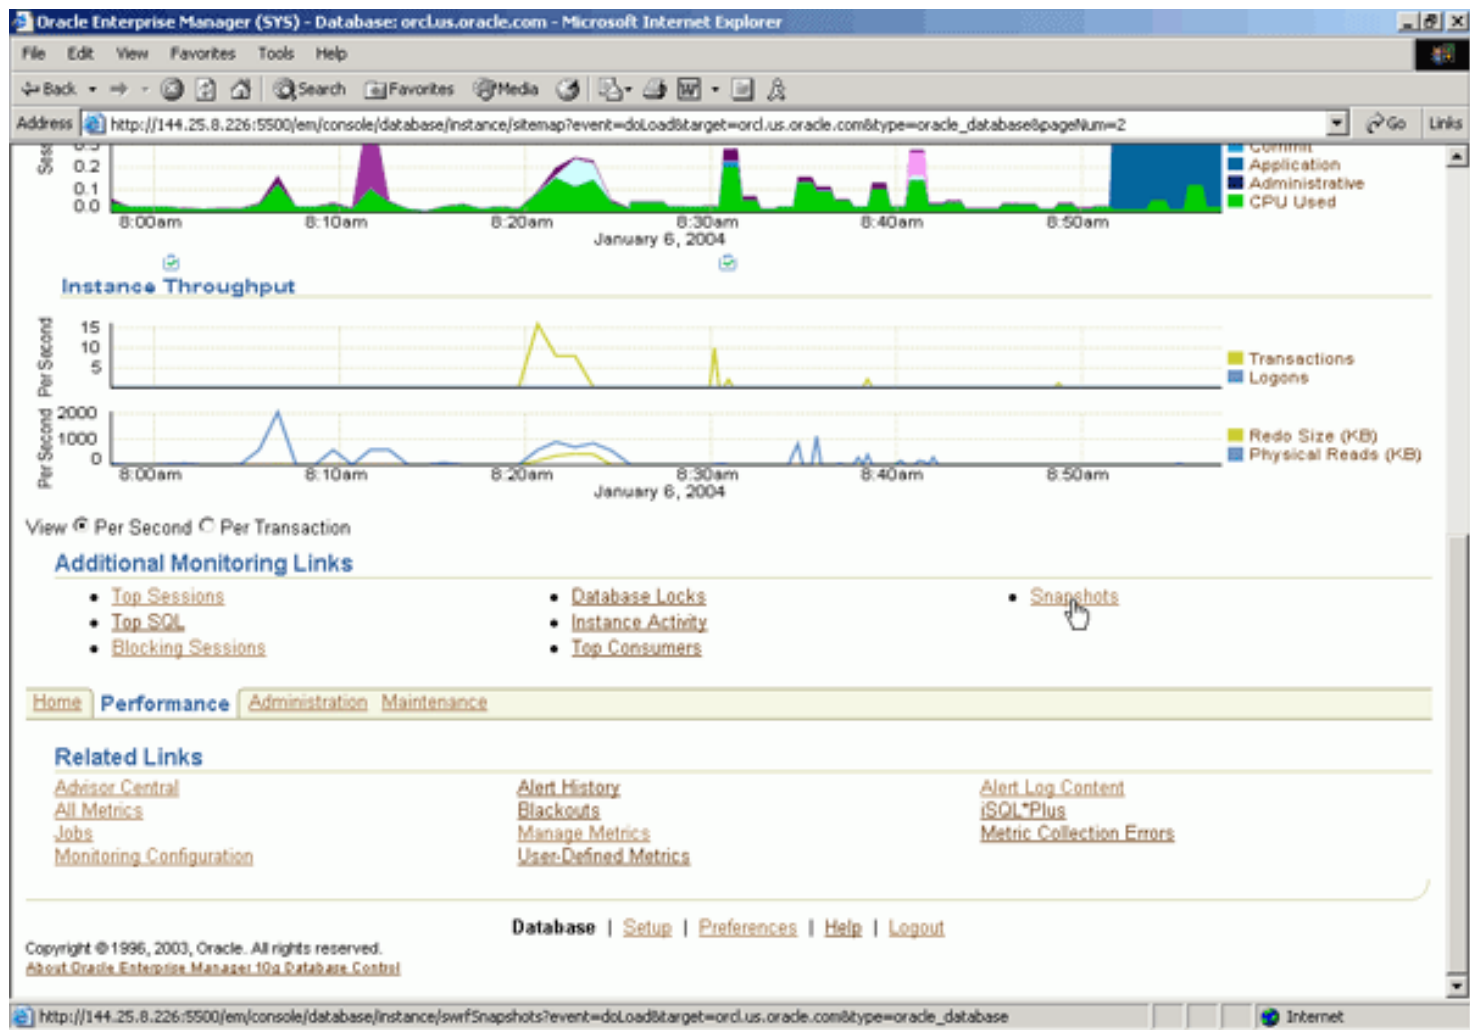 Oracle Enterprise Manager (SYS) - Database: orcl.us.oracle.com - Microsoft Internet Explorer
File Edit View Favorites Tools Help
Back Search Favorites Media
Address http://144.25.8.226:5500/em/console/database/instance/sitemap?event=doLoad&target=orcl.us.oracle.com&type=oracle_database&pageNum=2 Go Links
0.2
0.1
0.0
Commit
Application
Administrative
CPU Used
8:00am 8:10am 8:20am 8:30am 8:40am 8:50am
January 6, 2004
Instance Throughput
Per Second
15
10
5
Transactions
Logons
Per Second
2000
1000
0
Redo Size (KB)
Physical Reads (KB)
8:00am 8:10am 8:20am 8:30am 8:40am 8:50am
January 6, 2004
View Per Second Per Transaction
Additional Monitoring Links
Top Sessions Database Locks Snapshots
Top SQL Instance Activity
Blocking Sessions Top Consumers
Home Performance Administration Maintenance
Related Links
Advisor Central Alert History Alert Log Content
All Metrics Blackouts iSQL*Plus
Jobs Manage Metrics Metric Collection Errors
Monitoring Configuration User-Defined Metrics
Database | Setup | Preferences | Help | Logout
Copyright © 1996, 2003, Oracle. All rights reserved.
About Oracle Enterprise Manager 10g Database Control
http://144.25.8.226:5500/em/console/database/instance/swrfSnapshots?event=doLoad&target=orcl.us.oracle.com&type=oracle_database Internet